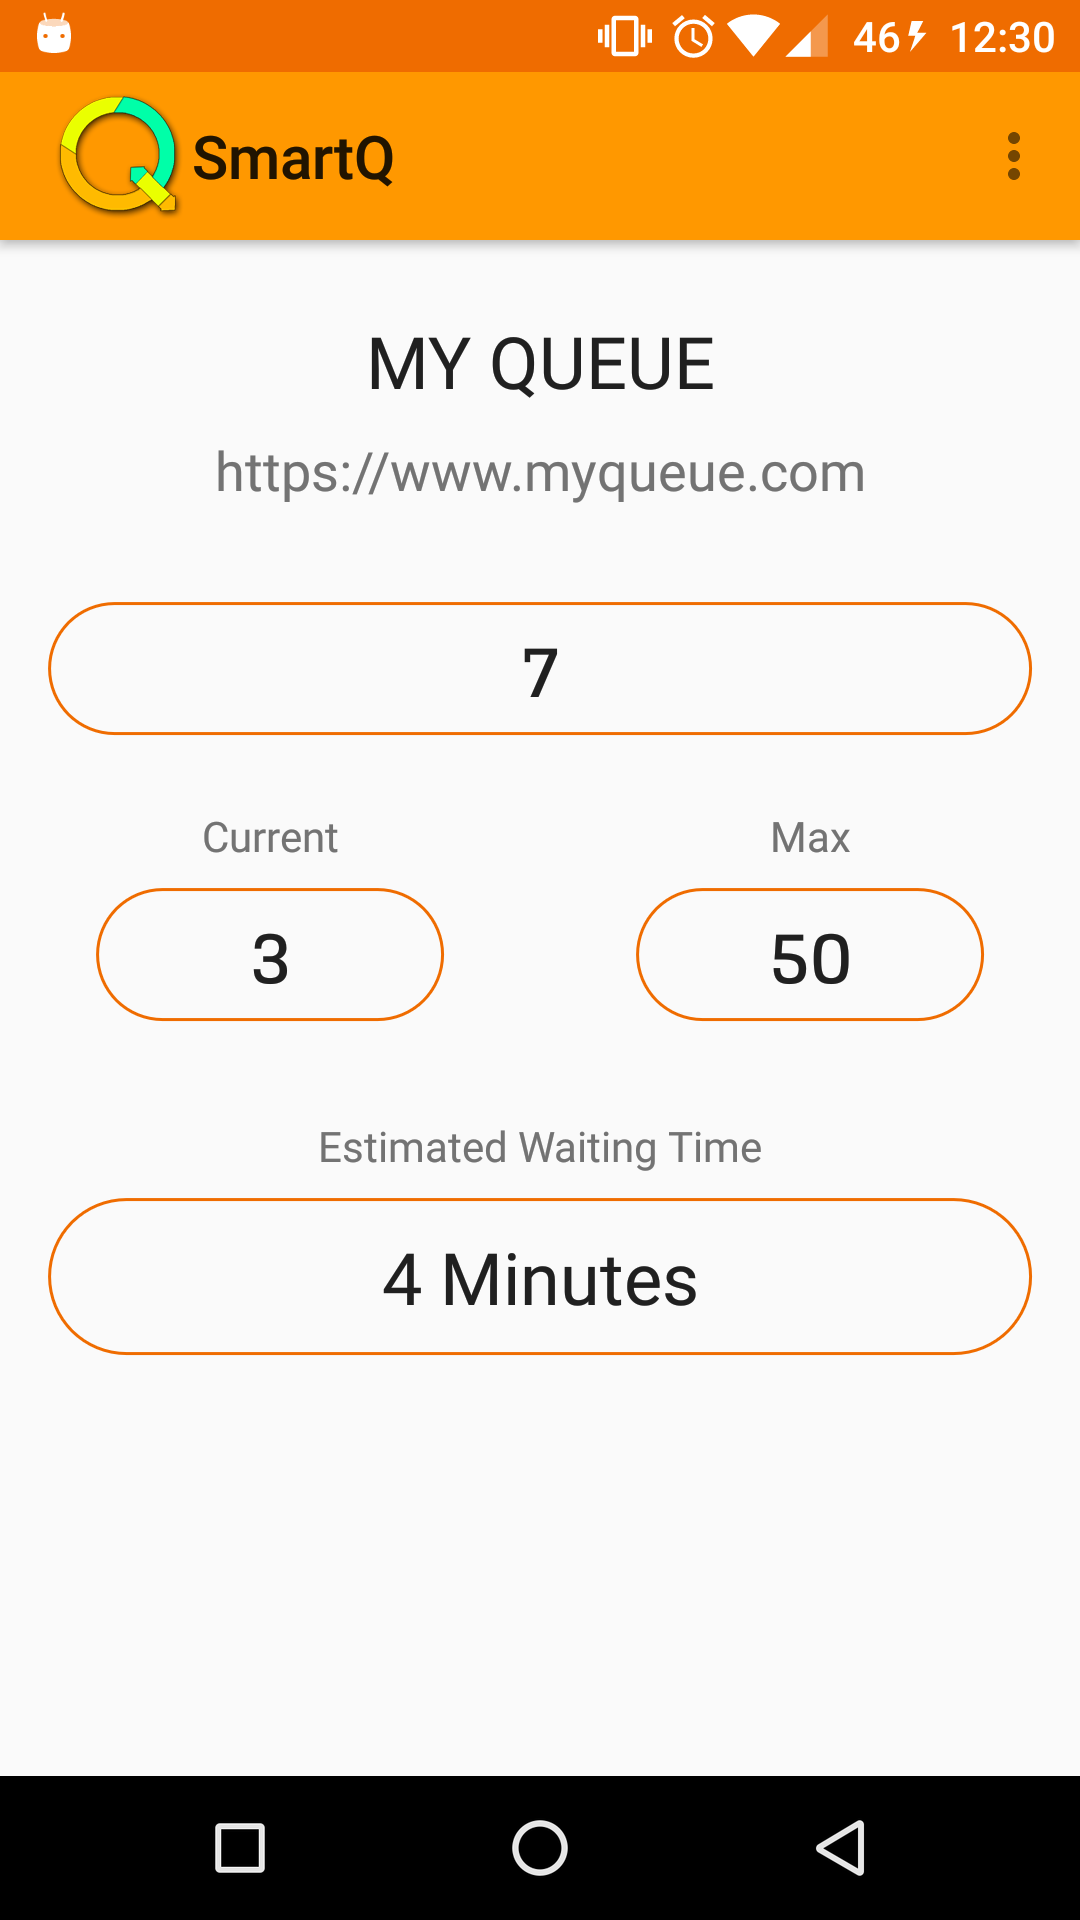 46 12:30
SmartQ
MY QUEUE
https://www.myqueue.com
7
Current Max
3 50
Estimated Waiting Time
4 Minutes